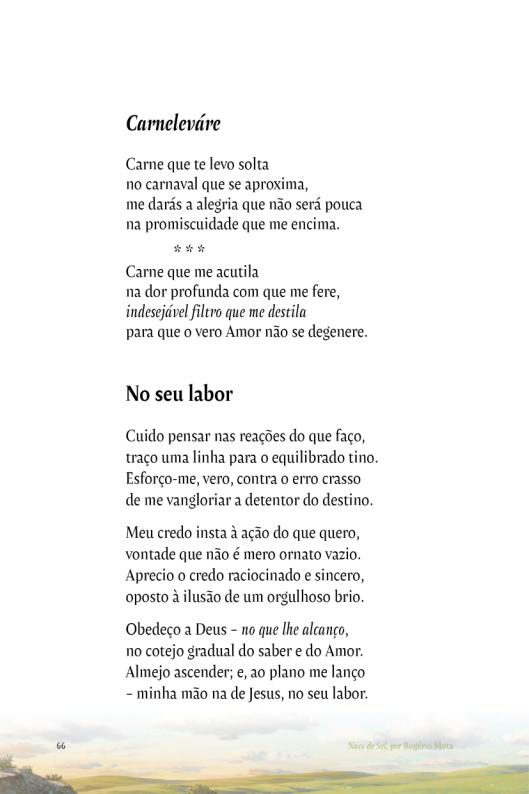 Carneleváre
Carne que te levo solta
no carnaval que se aproxima,
me darás a alegria que não será pouca
na promiscuidade que me encima.
* * *
Carne que me acutila
na dor profunda com que me fere,
indesejável filtro que me destila
para que o vero Amor não se degenere.
No seu labor
Cuido pensar nas reações do que faço,
traço uma linha para o equilibrado tino.
Esforço-me, vero, contra o erro crasso
de me vangloriar a detentor do destino.
Meu credo insta à ação do que quero,
vontade que não é mero ornato vazio.
Aprecio o credo raciocinado e sincero,
oposto à ilusão de um orgulhoso brio.
Obedeço a Deus – no que lhe alcanço,
no cotejo gradual do saber e do Amor.
Almejo ascender; e, ao plano me lanço
– minha mão na de Jesus, no seu labor.
66
Naco de Sol, por Rogério Mota